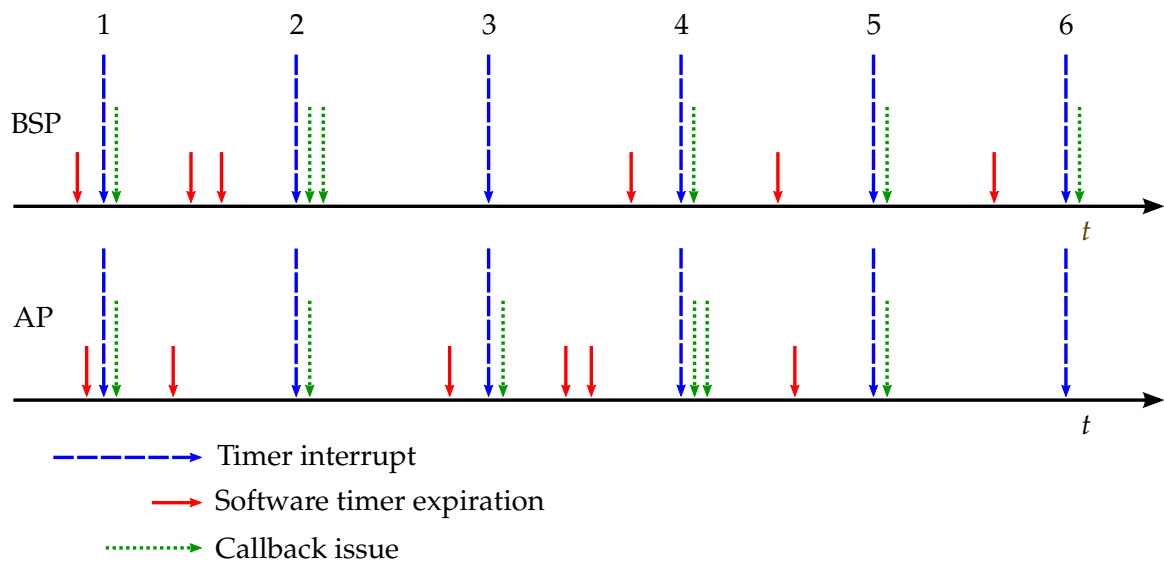 1 2 3 4 5 6
BSP
t
AP
t
Timer interrupt
Software timer expiration
Callback issue